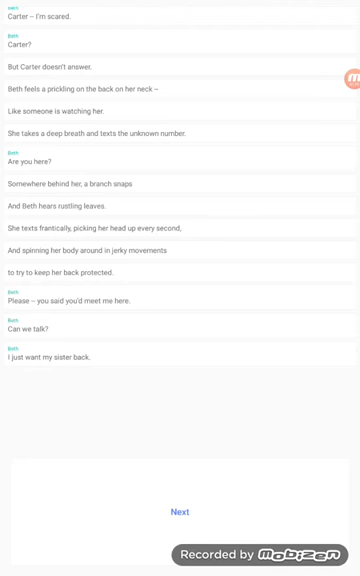 Beth
Carter – I'm scared.
Beth
Carter?
But Carter doesn't answer.
Beth feels a prickling on the back on her neck –
Like someone is watching her.
She takes a deep breath and texts the unknown number.
Beth
Are you here?
Somewhere behind her, a branch snaps
And Beth hears rustling leaves.
She texts frantically, picking her head up every second,
And spinning her body around in jerky movements
to try to keep her back protected.
Beth
Please – you said you'd meet me here.
Beth
Can we talk?
Beth
I just want my sister back.
Next
Recorded by Mobizen